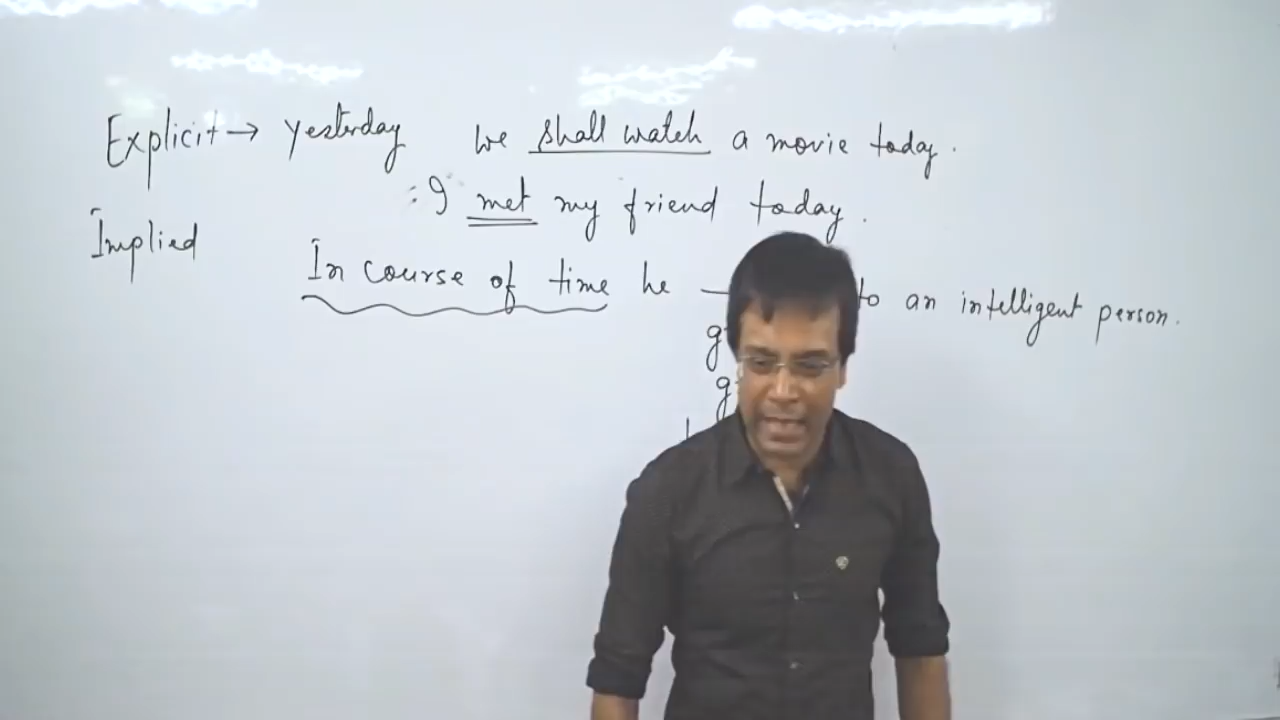 Explicit → yesterday we shall watch a movie today.
I met my friend today.
Implied
In course of time he — to an intelligent person.
g
g